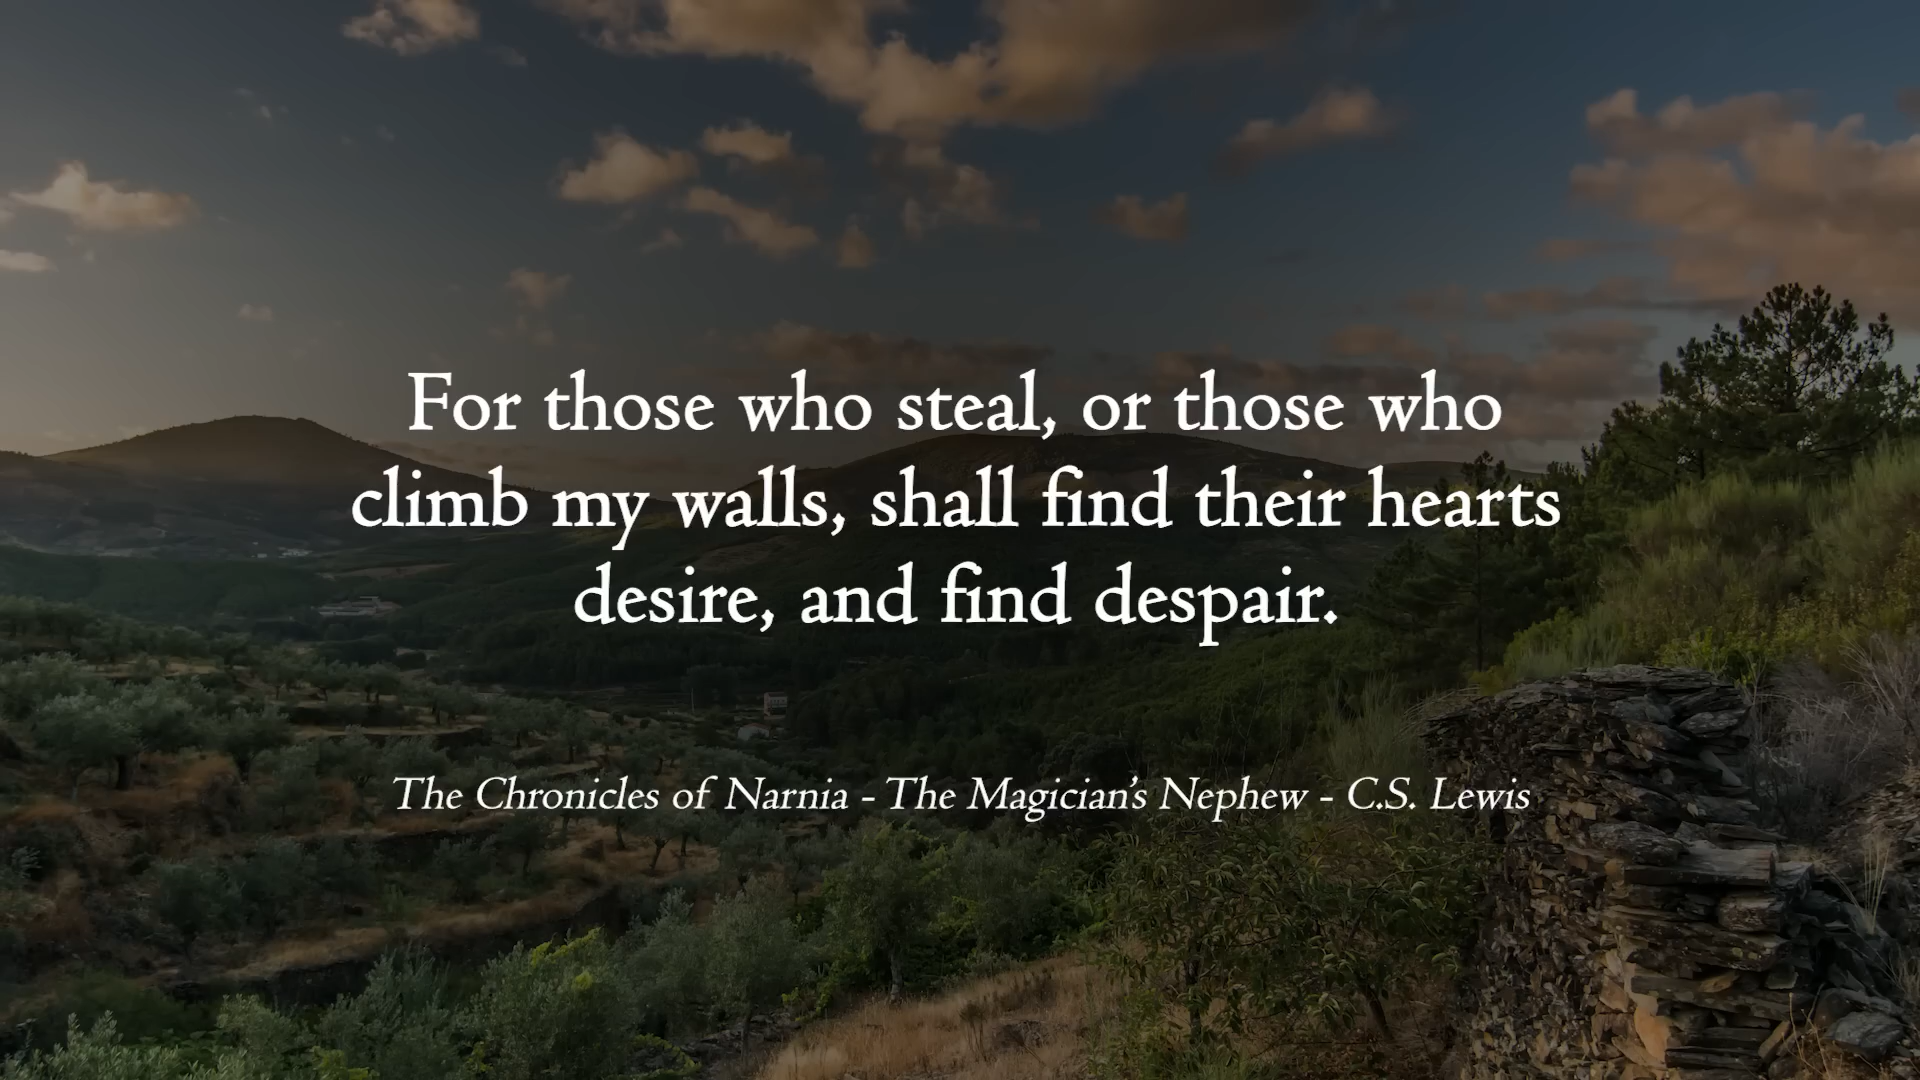 For those who steal, or those who
climb my walls, shall find their hearts
desire, and find despair.
The Chronicles of Narnia - The Magician’s Nephew - C.S. Lewis